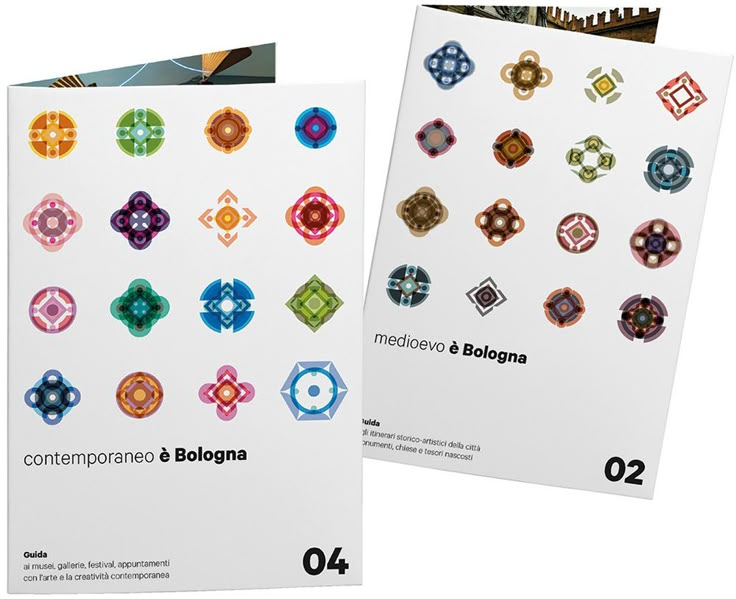 contemporaneo è Bologna
Guida
ai musei, gallerie, festival, appuntamenti
con l'arte e la creatività contemporanea
04
medioevo è Bologna
Guida
gli itinerari storico-artistici della città
monumenti, chiese e tesori nascosti
02